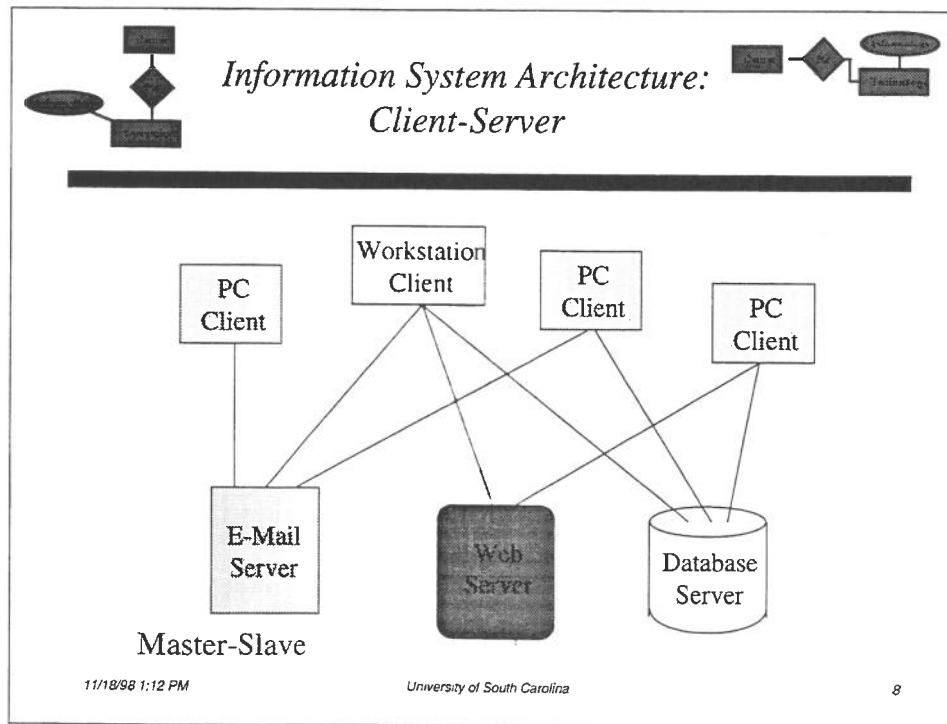 Information System Architecture:
Client-Server
PC
Client
Workstation
Client
PC
Client
PC
Client
E-Mail
Server
Web
Server
Database
Server
Master-Slave
11/18/98 1:12 PM
University of South Carolina
8